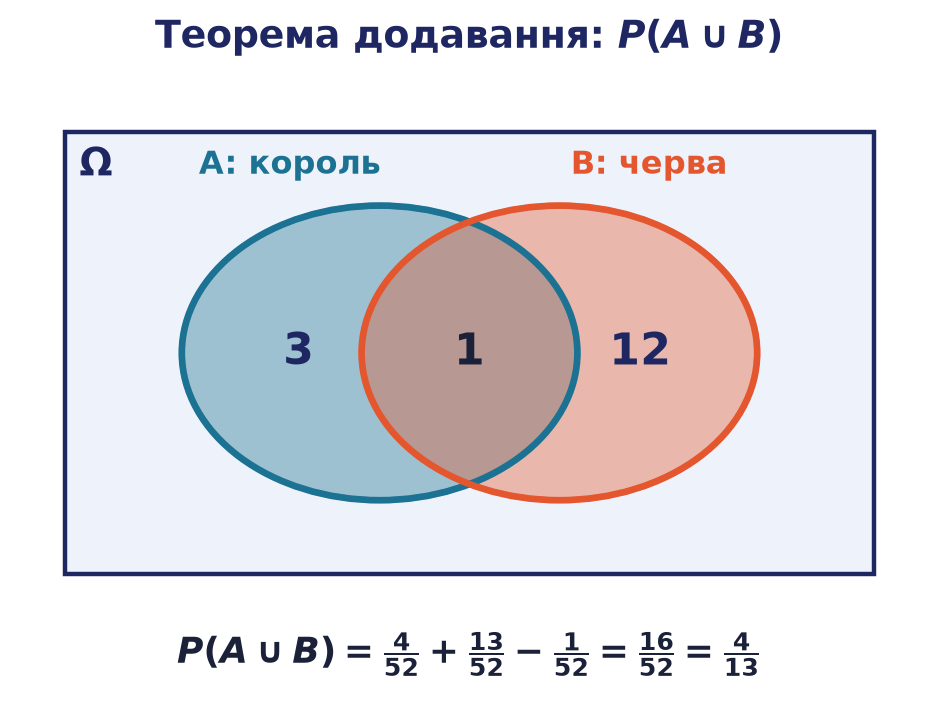 Теорема додавання: P(A ∪ B)
Ω
A: король
B: черва
3
1
12
P(A ∪ B) = 4/52 + 13/52 − 1/52 = 16/52 = 4/13